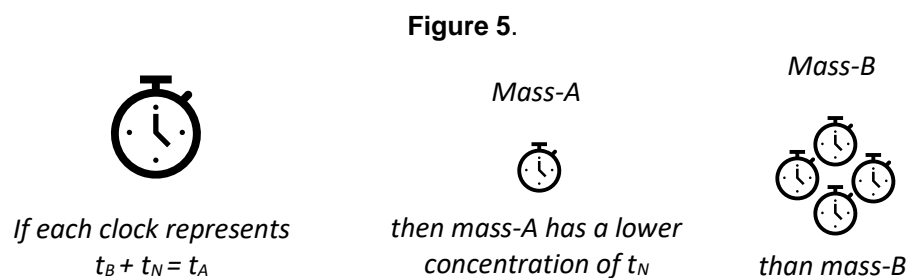 Figure 5.
If each clock represents
t_B + t_N = t_A
Mass-A
then mass-A has a lower
concentration of t_N
Mass-B
than mass-B